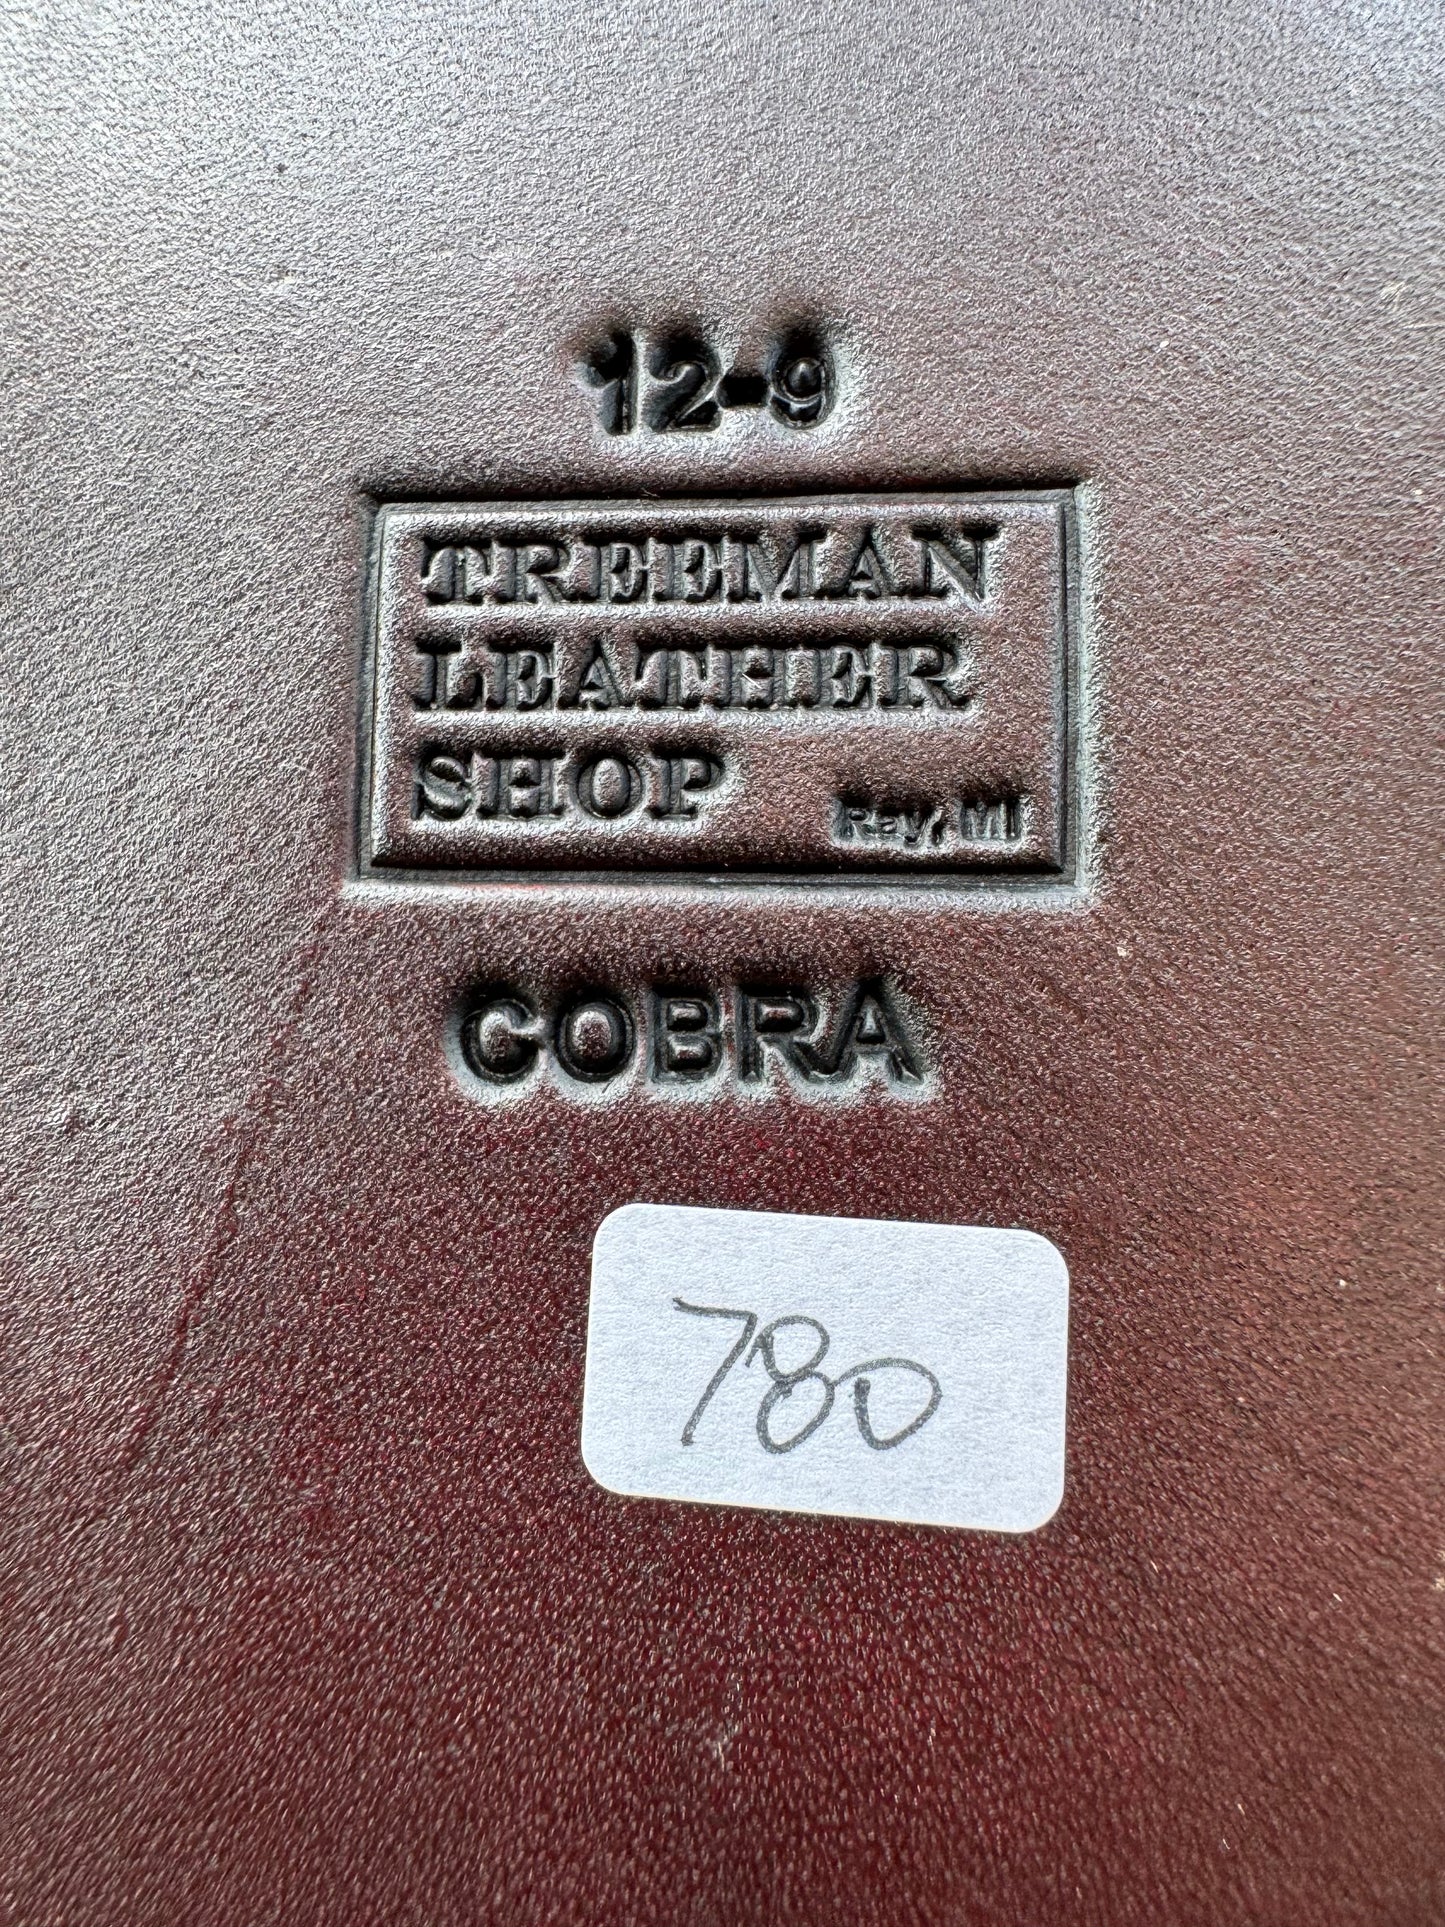 12-9
TREEMAN
LEATHER
SHOP
Ray, MI
COBRA
780